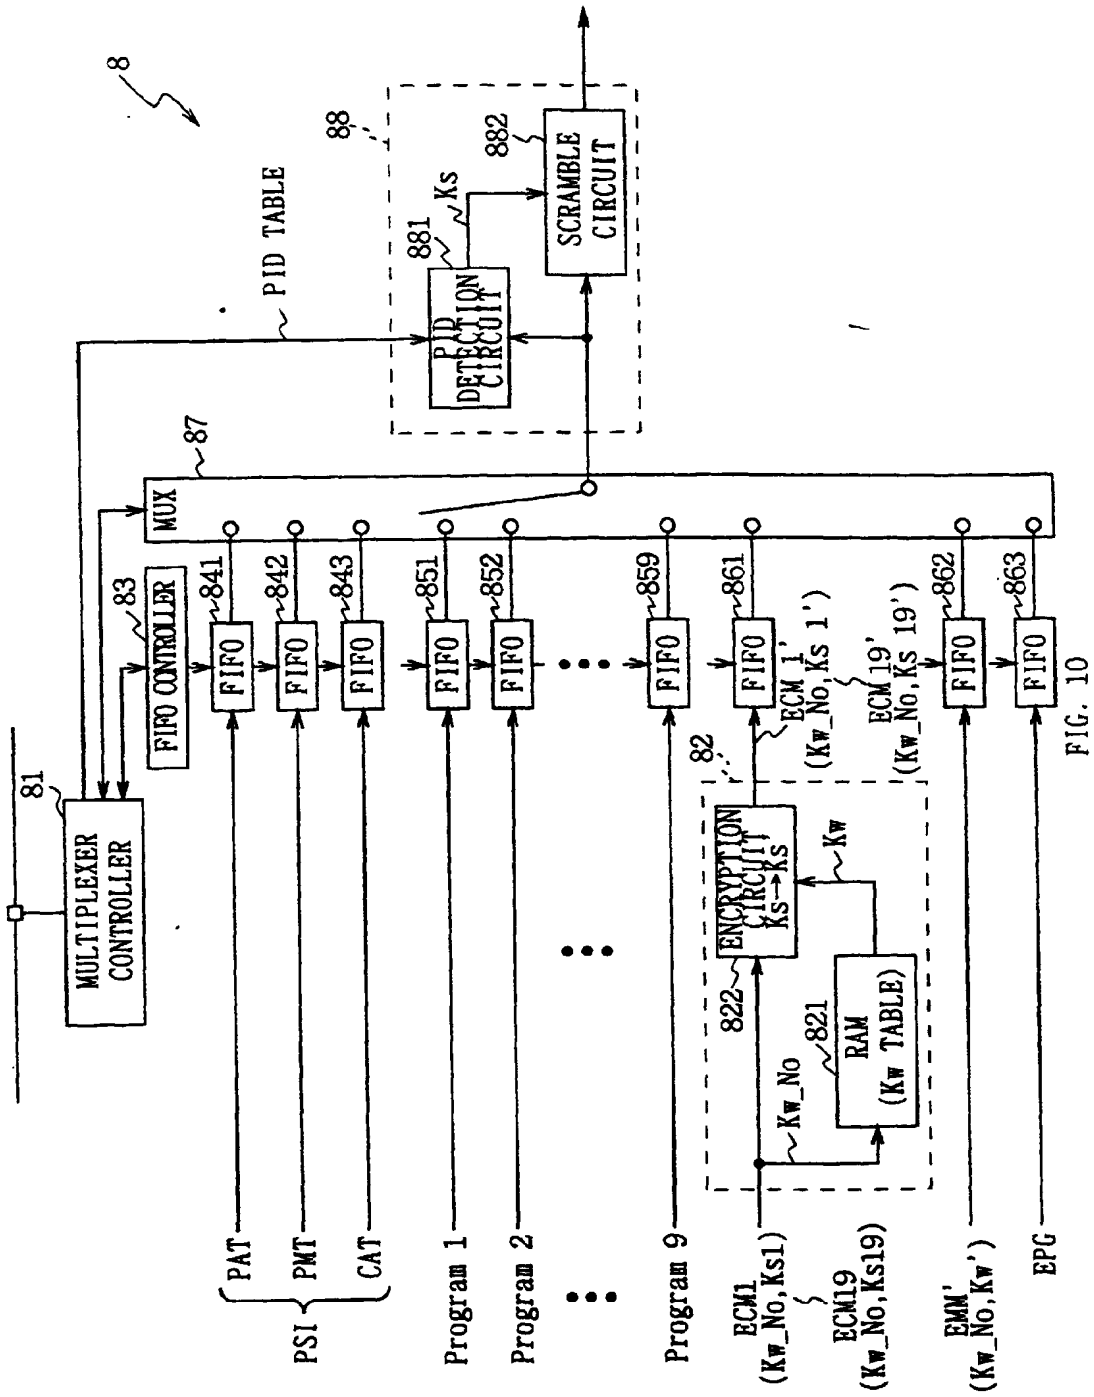 8
88
PID TABLE
Ks
881
PID
DETECTION
CIRCUIT
882
SCRAMBLE
CIRCUIT
87
MUX
81
MULTIPLEXER
CONTROLLER
83
FIFO CONTROLLER
841
FIFO
842
FIFO
843
FIFO
851
FIFO
852
FIFO
859
FIFO
861
FIFO
862
FIFO
863
FIFO
ECM 1'
(Kw_No,Ks 1')
ECM 19'
(Kw_No,Ks 19')
82
ENCRYPTION
CIRCUIT
Ks→Ks
822
Kw
821
RAM
(Kw TABLE)
Kw_No
PSI
PAT
PMT
CAT
Program 1
Program 2
Program 9
ECM1
(Kw_No,Ks1)
ECM19
(Kw_No,Ks19)
EMM'
(Kw_No,Kw')
EPG
FIG. 10